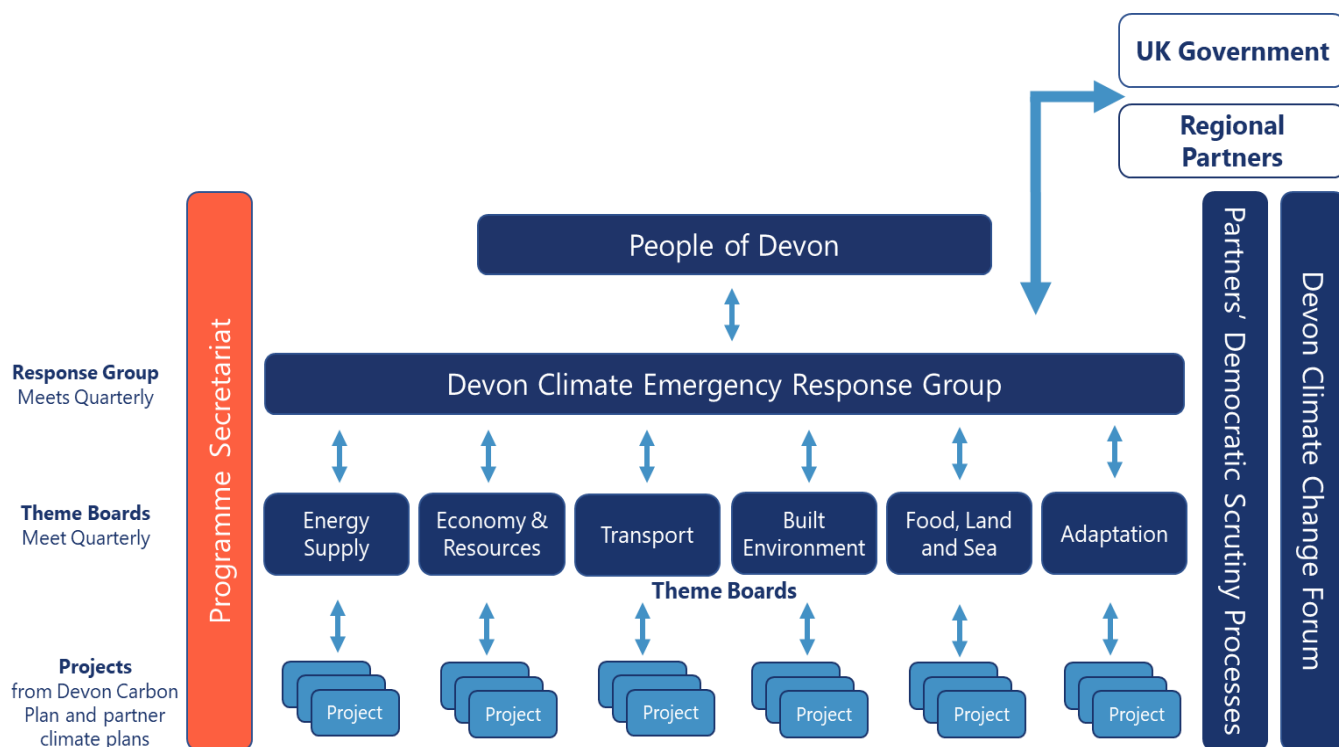 UK Government
Regional
Partners
People of Devon
Programme Secretariat
Partners’ Democratic Scrutiny Processes
Devon Climate Change Forum
Response Group
Meets Quarterly
Devon Climate Emergency Response Group
Theme Boards
Meet Quarterly
Energy
Supply
Economy &
Resources
Transport
Built
Environment
Food, Land
and Sea
Adaptation
Theme Boards
Projects
from Devon Carbon
Plan and partner
climate plans
Project
Project
Project
Project
Project
Project